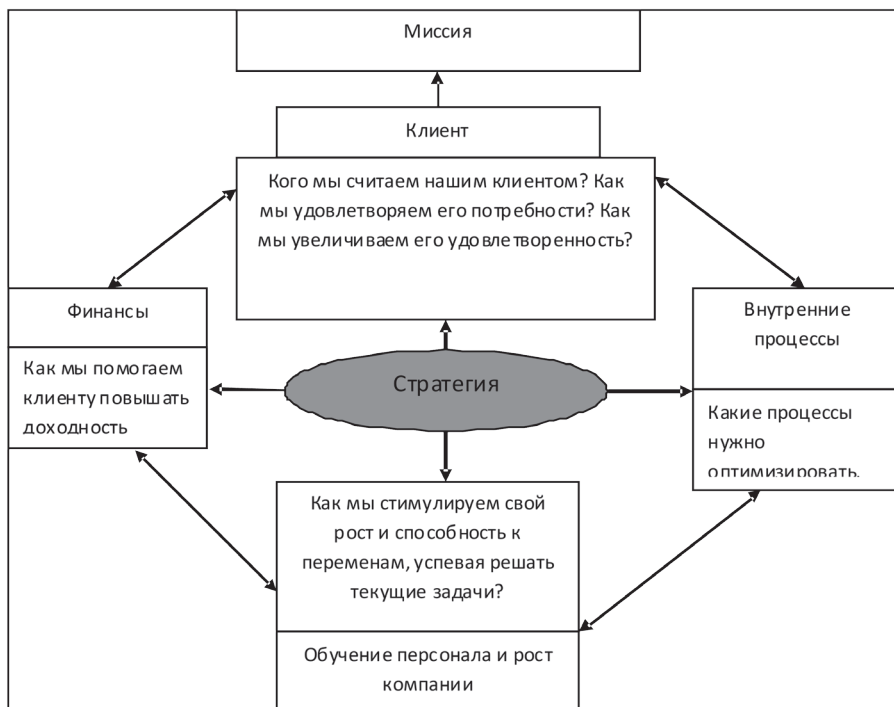 Миссия
Клиент
Кого мы считаем нашим клиентом? Как
мы удовлетворяем его потребности? Как
мы увеличиваем его удовлетворенность?
Финансы
Как мы помогаем
клиенту повышать
доходность
Стратегия
Внутренние
процессы
Какие процессы
нужно
оптимизировать.
Как мы стимулируем свой
рост и способность к
переменам, успевая решать
текущие задачи?
Обучение персонала и рост
компании